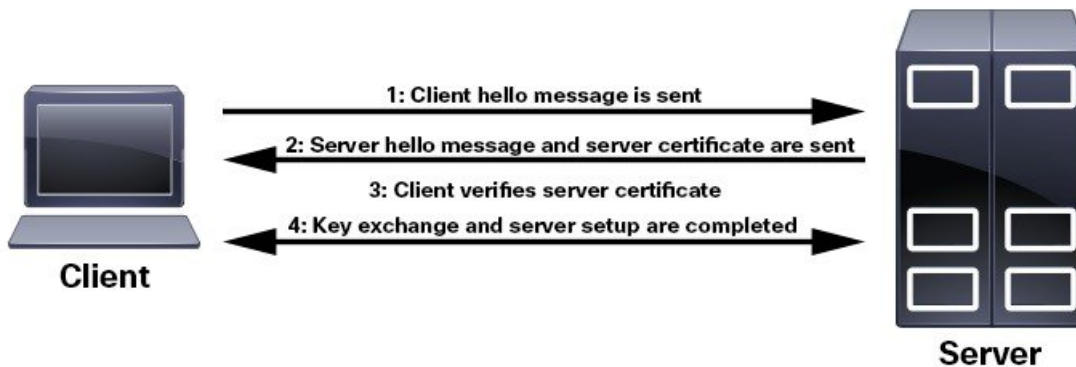 1: Client hello message is sent
2: Server hello message and server certificate are sent
3: Client verifies server certificate
4: Key exchange and server setup are completed
Client
Server